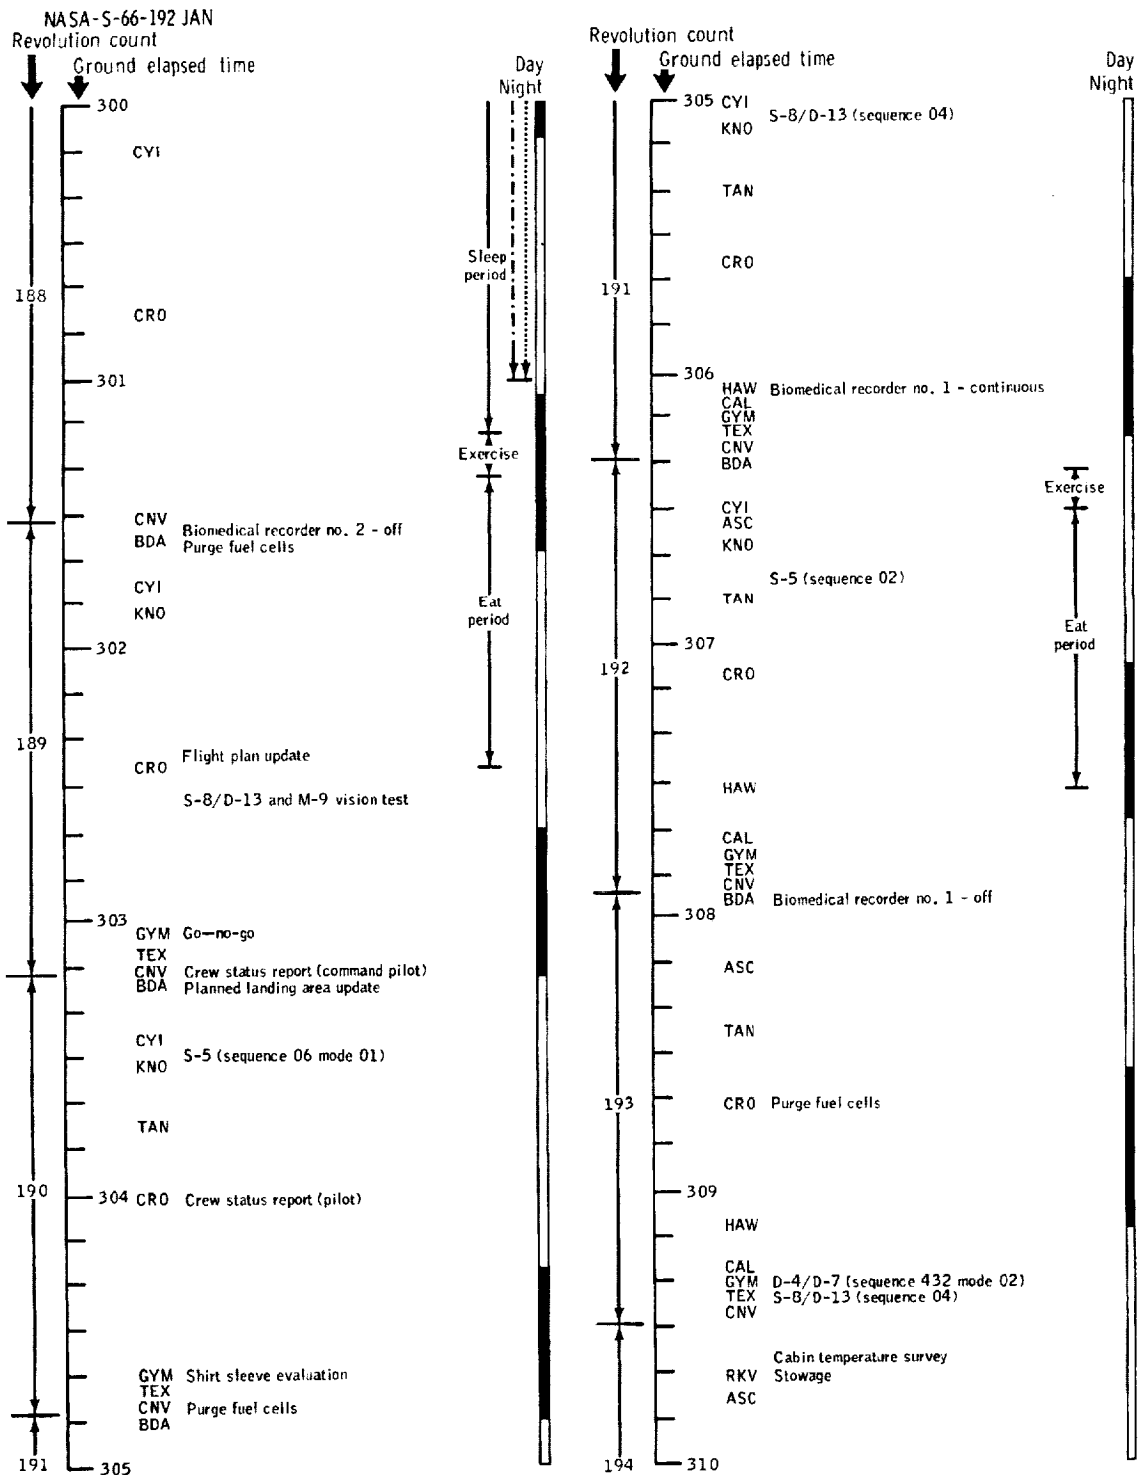 NASA-S-66-192 JAN
Revolution count
Ground elapsed time
Day
Night
300
CYI
Sleep
period
188
CRO
301
Exercise
CNV
BDA
Biomedical recorder no. 2 - off
Purge fuel cells
CYI
KNO
Eat
period
302
189
Flight plan update
CRO
S-8/D-13 and M-9 vision test
303
GYM Go—no-go
TEX
CNV Crew status report (command pilot)
BDA Planned landing area update
CYI
KNO
S-5 (sequence 06 mode 01)
TAN
190
304
CRO Crew status report (pilot)
GYM Shirt sleeve evaluation
TEX
CNV Purge fuel cells
BDA
191
305
Revolution count
Ground elapsed time
Day
Night
305
CYI
KNO
S-8/D-13 (sequence 04)
TAN
CRO
191
306
HAW Biomedical recorder no. 1 - continuous
CAL
GYM
TEX
CNV
BDA
Exercise
CYI
ASC
KNO
S-5 (sequence 02)
TAN
Eat
period
307
192
CRO
HAW
CAL
GYM
TEX
CNV
BDA Biomedical recorder no. 1 - off
308
ASC
TAN
193
CRO Purge fuel cells
309
HAW
CAL
GYM D-4/D-7 (sequence 432 mode 02)
TEX S-8/D-13 (sequence 04)
CNV
Cabin temperature survey
RKV Stowage
ASC
194
310